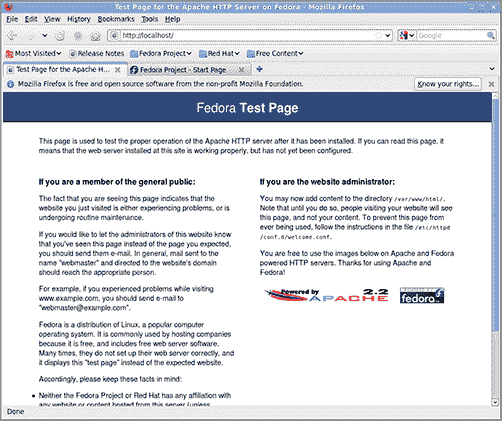 Test Page for the Apache HTTP Server on Fedora - Mozilla Firefox
File Edit View History Bookmarks Tools Help
http://localhost/
Google
Most Visited Release Notes Fedora Project Red Hat Free Content
Test Page for the Apache H... Fedora Project - Start Page
Mozilla Firefox is free and open source software from the non-profit Mozilla Foundation. Know your rights...
Fedora Test Page
This page is used to test the proper operation of the Apache HTTP server after it has been installed. If you can read this page, it
means that the web server installed at this site is working properly, but has not yet been configured.
If you are a member of the general public:
The fact that you are seeing this page indicates that the
website you just visited is either experiencing problems, or is
undergoing routine maintenance.
If you would like to let the administrators of this website know
that you've seen this page instead of the page you expected,
you should send them e-mail. In general, mail sent to the
name "webmaster" and directed to the website's domain
should reach the appropriate person.
For example, if you experienced problems while visiting
www.example.com, you should send e-mail to
"webmaster@example.com".
Fedora is a distribution of Linux, a popular computer
operating system. It is commonly used by hosting companies
because it is free, and includes free web server software.
Many times, they do not set up their web server correctly, and
it displays this "test page" instead of the expected website.
Accordingly, please keep these facts in mind:
Neither the Fedora Project or Red Hat has any affiliation with
any website or content hosted from this server (unless
If you are the website administrator:
You may now add content to the directory /var/www/html/.
Note that until you do so, people visiting your website will see
this page, and not your content. To prevent this page from
ever being used, follow the instructions in the file /etc/httpd
/conf.d/welcome.conf.
You are free to use the images below on Apache and Fedora
powered HTTP servers. Thanks for using Apache and
Fedora!
Powered by APACHE 2.2
fedora
Done